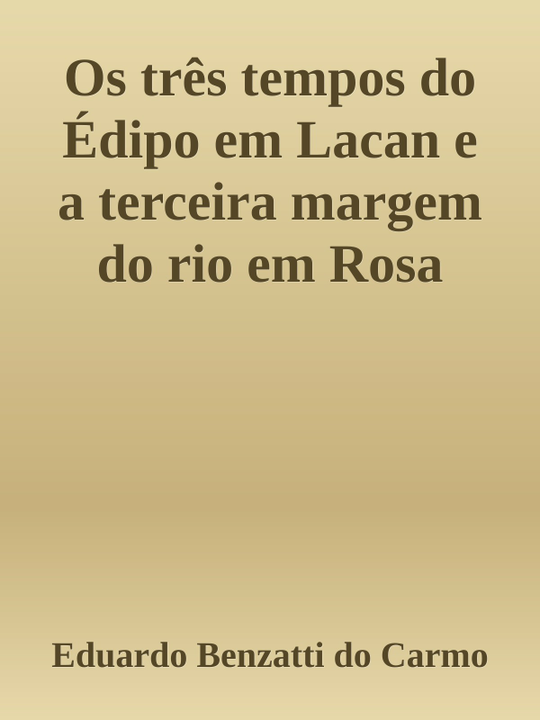 Os três tempos do
Édipo em Lacan e
a terceira margem
do rio em Rosa
Eduardo Benzatti do Carmo